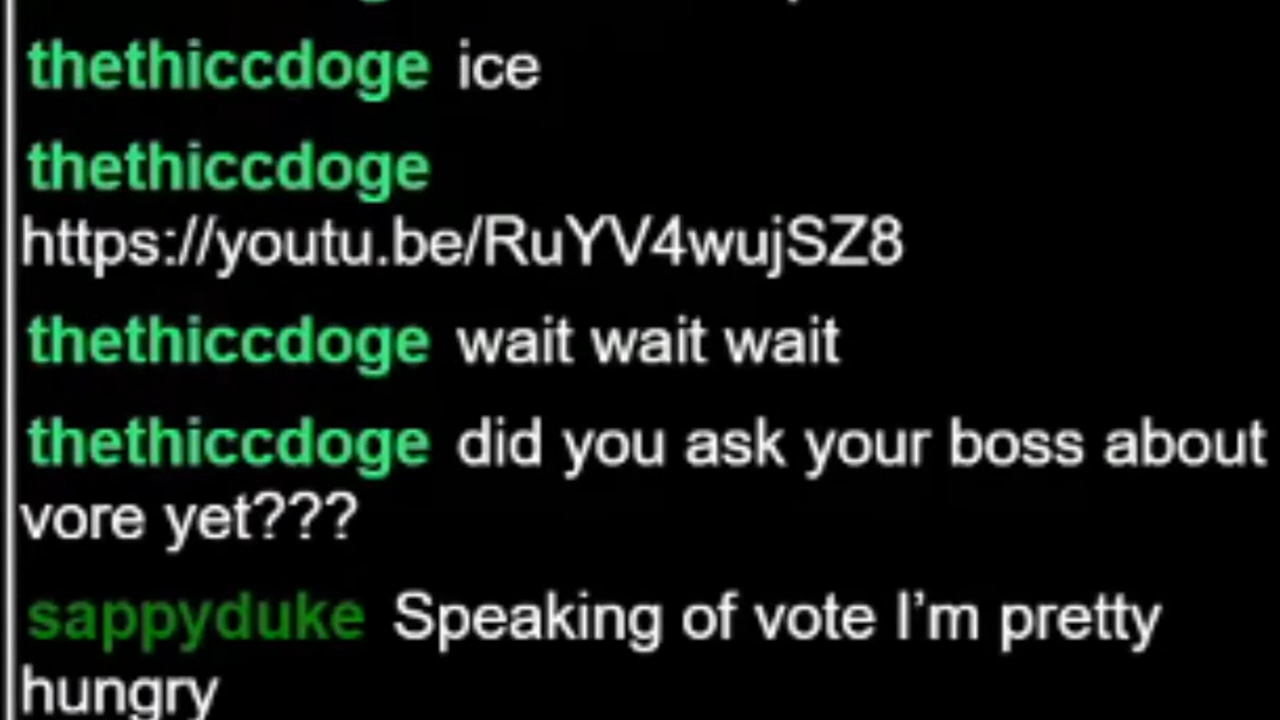 thethiccdoge ice
thethiccdoge
https://youtu.be/RuYV4wujSZ8
thethiccdoge wait wait wait
thethiccdoge did you ask your boss about
vore yet???
sappyduke Speaking of vote I’m pretty
hungry